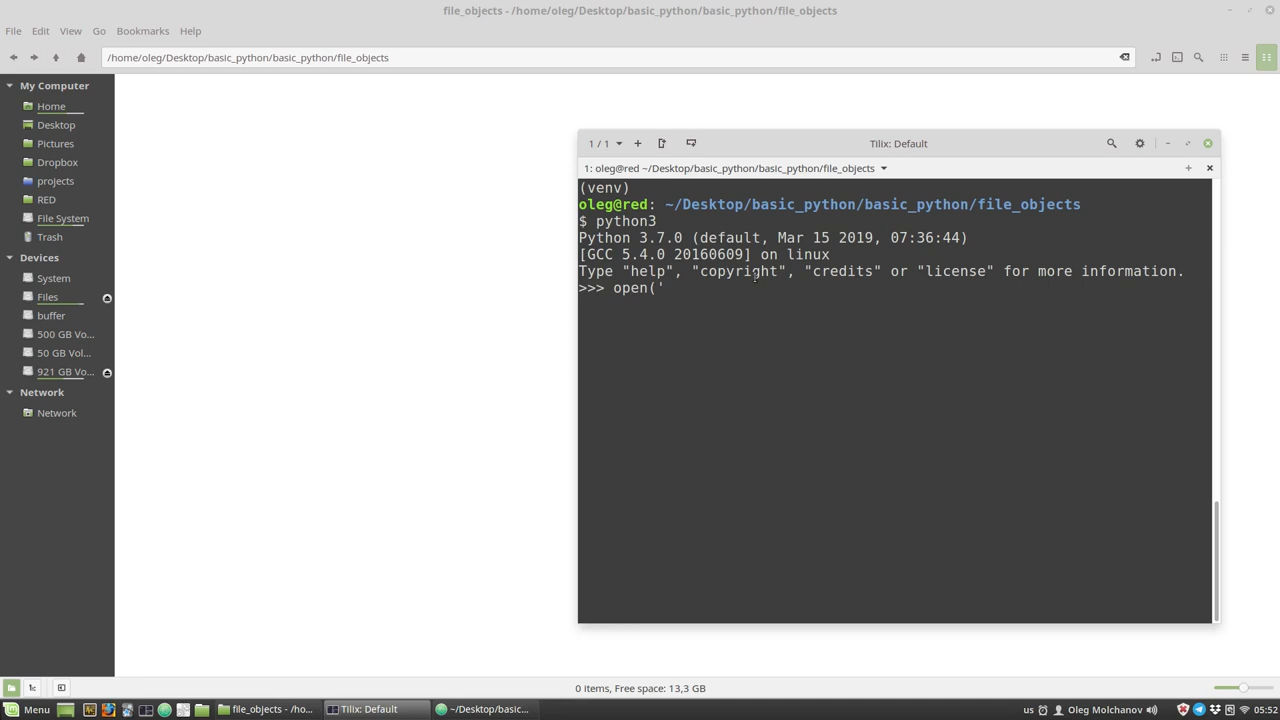 file_objects - /home/oleg/Desktop/basic_python/basic_python/file_objects
File Edit View Go Bookmarks Help
/home/oleg/Desktop/basic_python/basic_python/file_objects
My Computer
Home
Desktop
Pictures
Dropbox
projects
RED
File System
Trash
Devices
System
Files
buffer
500 GB Vo...
50 GB Vol...
921 GB Vo...
Network
Network
1 / 1
Tilix: Default
1: oleg@red ~/Desktop/basic_python/basic_python/file_objects
(venv)
oleg@red: ~/Desktop/basic_python/basic_python/file_objects
$ python3
Python 3.7.0 (default, Mar 15 2019, 07:36:44)
[GCC 5.4.0 20160609] on linux
Type "help", "copyright", "credits" or "license" for more information.
>>> open('
0 items, Free space: 13,3 GB
Menu
file_objects - /ho...
Tilix: Default
~/Desktop/basic...
us
Oleg Molchanov
05:52